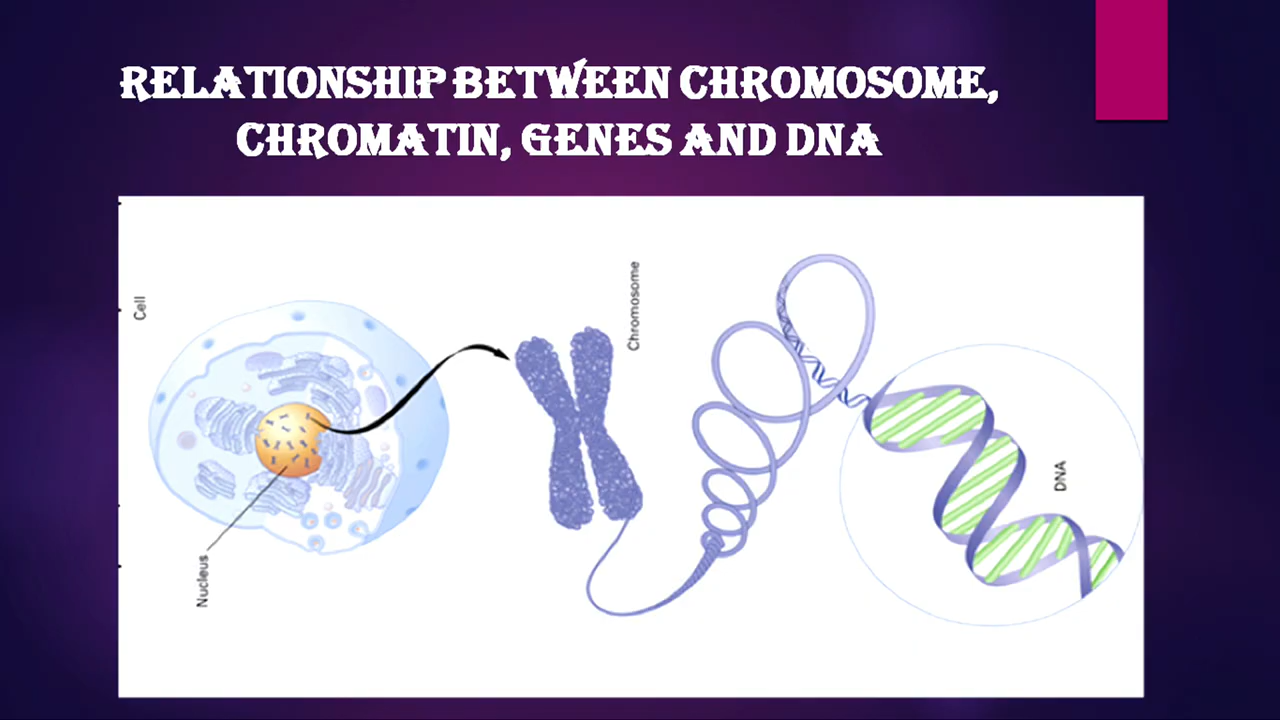 RELATIONSHIP BETWEEN CHROMOSOME,
CHROMATIN, GENES AND DNA
Cell
Nucleus
Chromosome
DNA